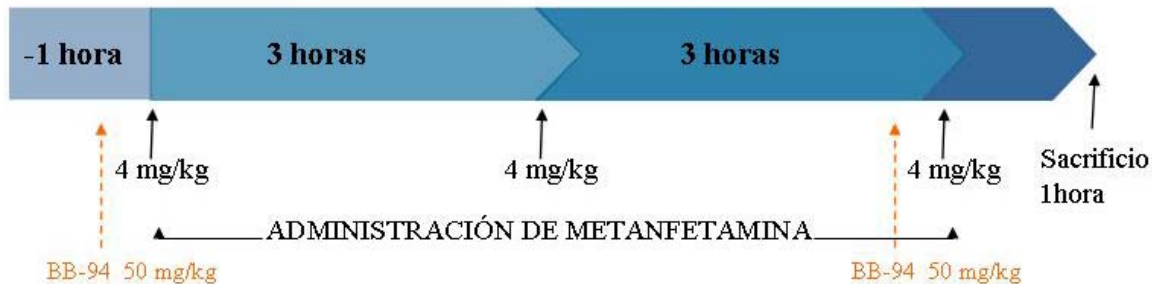 -1 hora 3 horas 3 horas
4 mg/kg 4 mg/kg 4 mg/kg
Sacrificio
1hora
ADMINISTRACIÓN DE METANFETAMINA
BB-94 50 mg/kg BB-94 50 mg/kg